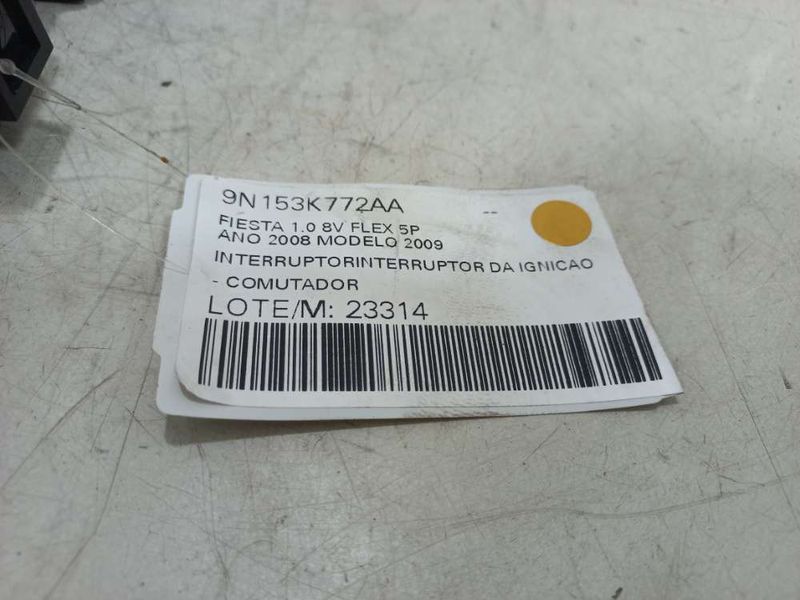 9N153K772AA
--
FIESTA 1.0 8V FLEX 5P
ANO 2008 MODELO 2009
INTERRUPTORINTERRUPTOR DA IGNICAO
- COMUTADOR
LOTE/M: 23314